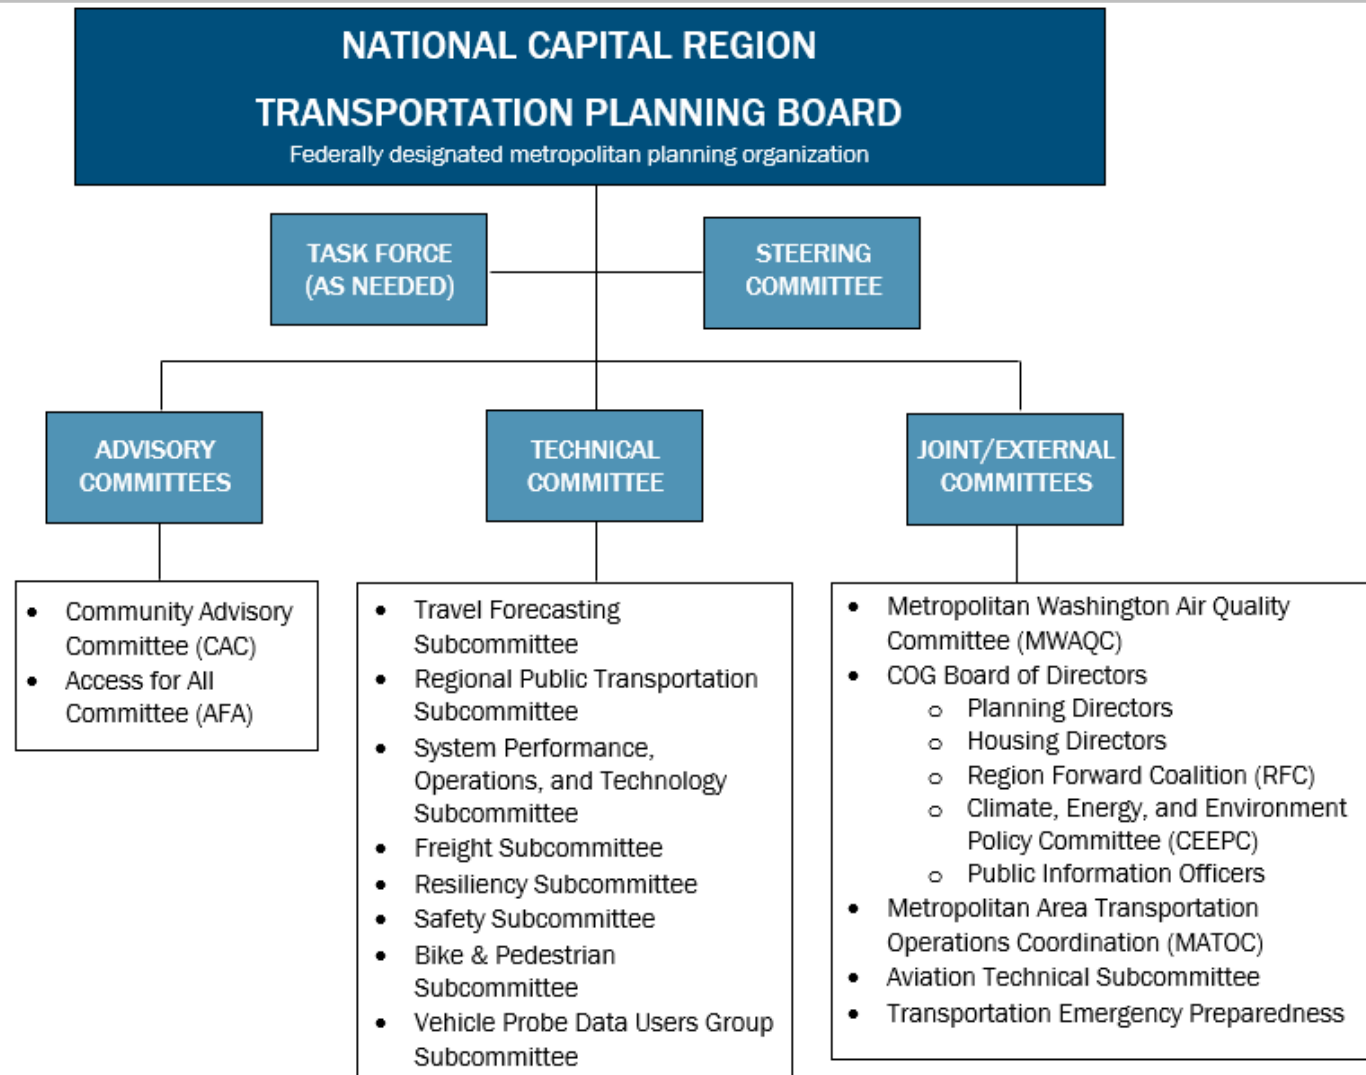 NATIONAL CAPITAL REGION
TRANSPORTATION PLANNING BOARD
Federally designated metropolitan planning organization
TASK FORCE
(AS NEEDED)
STEERING
COMMITTEE
ADVISORY
COMMITTEES
TECHNICAL
COMMITTEE
JOINT/EXTERNAL
COMMITTEES
• Community Advisory
Committee (CAC)
• Access for All
Committee (AFA)
• Travel Forecasting
Subcommittee
• Regional Public Transportation
Subcommittee
• System Performance,
Operations, and Technology
Subcommittee
• Freight Subcommittee
• Resiliency Subcommittee
• Safety Subcommittee
• Bike & Pedestrian
Subcommittee
• Vehicle Probe Data Users Group
Subcommittee
• Metropolitan Washington Air Quality
Committee (MWAQC)
• COG Board of Directors
o Planning Directors
o Housing Directors
o Region Forward Coalition (RFC)
o Climate, Energy, and Environment
Policy Committee (CEEPC)
o Public Information Officers
• Metropolitan Area Transportation
Operations Coordination (MATOC)
• Aviation Technical Subcommittee
• Transportation Emergency Preparedness